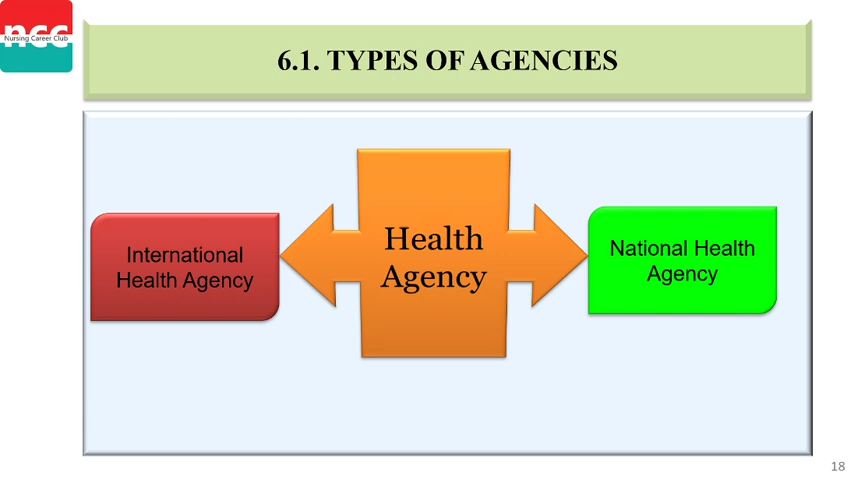 ncc
Nursing Career Club
6.1. TYPES OF AGENCIES
International
Health Agency
Health
Agency
National Health
Agency
18